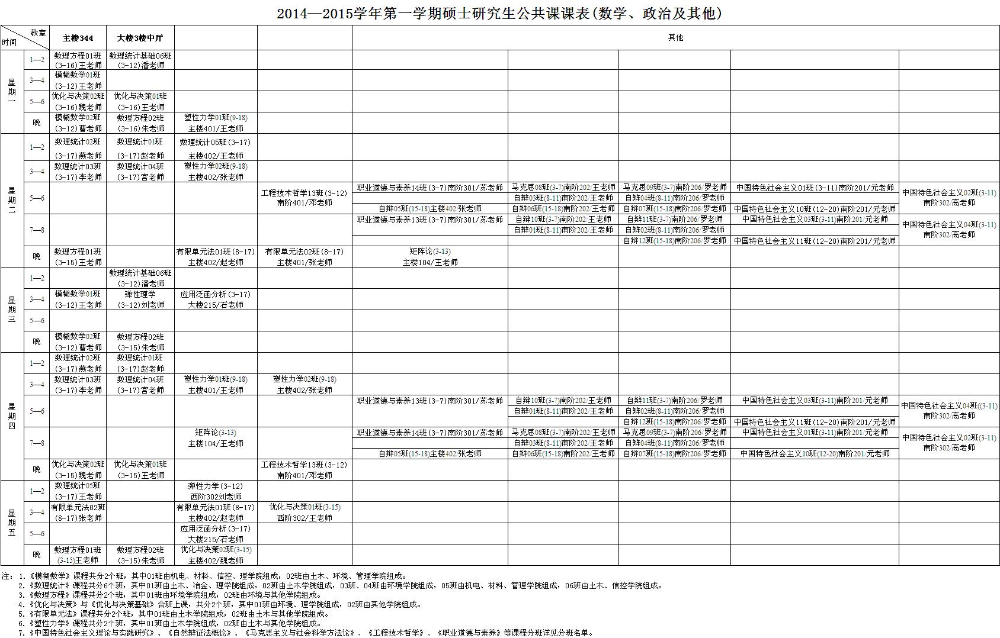 2014—2015学年第一学期硕士研究生公共课课表(数学、政治及其他)
教室
时间
主楼344
大楼3楼中厅
其他
星期一
1—2
数理方程01班
(3-16)王老师
数理统计基础06班
(3-12)潘老师
3—4
模糊数学01班
(3-12)王老师
5—6
优化与决策02班
(3-16)魏老师
优化与决策01班
(3-16)王老师
晚
模糊数学02班
(3-12)曹老师
数理方程02班
(3-16)朱老师
塑性力学01班(9-18)
主楼401/王老师
星期二
1—2
数理统计02班
(3-17)燕老师
数理统计01班
(3-17)赵老师
数理统计05班(3-17)
主楼402/王老师
3—4
数理统计03班
(3-17)李老师
数理统计04班
(3-17)宫老师
塑性力学02班(9-18)
主楼402/张老师
5—6
工程技术哲学13班(3-12)
南阶401/邓老师
职业道德与素养14班(3-7)南阶301/苏老师
马克思08班(3-7)南阶202/王老师
马克思09班(3-7)南阶206/罗老师
中国特色社会主义01班(3-11)南阶201/元老师
中国特色社会主义02班(3-11)
南阶302/高老师
自辩03班(8-11)南阶202/王老师
自辩04班(8-11)南阶206/罗老师
自辩05班(15-18)主楼402/张老师
自辩06班(15-18)南阶202/王老师
自辩07班(15-18)南阶206/罗老师
中国特色社会主义10班(12-20)南阶201/元老师
7—8
职业道德与素养13班(3-7)南阶301/苏老师
自辩10班(3-7)南阶202/王老师
自辩11班(3-7)南阶206/罗老师
中国特色社会主义03班(3-11)南阶201/元老师
中国特色社会主义04班(3-11)
南阶302/高老师
自辩01班(8-11)南阶202/王老师
自辩02班(8-11)南阶206/罗老师
自辩12班(15-18)南阶206/罗老师
中国特色社会主义11班(12-20)南阶201/元老师
晚
数理方程01班
(3-15)王老师
有限单元法01班(8-17)
主楼402/赵老师
有限单元法02班(8-17)
主楼401/张老师
矩阵论(3-13)
主楼104/王老师
星期三
1—2
数理统计基础06班
(3-12)潘老师
3—4
模糊数学01班
(3-12)王老师
弹性理学
(3-12)刘老师
应用泛函分析(3-17)
大楼215/石老师
5—6
晚
模糊数学02班
(3-12)曹老师
数理方程02班
(3-15)朱老师
星期四
1—2
数理统计02班
(3-17)燕老师
数理统计01班
(3-17)赵老师
3—4
数理统计03班
(3-17)李老师
数理统计04班
(3-17)宫老师
塑性力学01班(9-18)
主楼401/王老师
塑性力学02班(9-18)
主楼402/张老师
5—6
职业道德与素养13班(3-7)南阶301/苏老师
自辩10班(3-7)南阶202/王老师
自辩11班(3-7)南阶206/罗老师
中国特色社会主义03班(3-11)南阶201/元老师
中国特色社会主义04班((3-11)
南阶302/高老师
自辩01班(8-11)南阶202/王老师
自辩02班(8-11)南阶206/罗老师
自辩12班(15-18)南阶206/罗老师
中国特色社会主义11班(12-20)南阶201/元老师
7—8
矩阵论(3-13)
主楼104/王老师
职业道德与素养14班(3-7)南阶301/苏老师
马克思08班(3-7)南阶202/王老师
马克思09班(3-7)南阶206/罗老师
中国特色社会主义01班(3-11)南阶201/元老师
中国特色社会主义02班(3-11)
南阶302/高老师
自辩03班(8-11)南阶202/王老师
自辩04班(8-11)南阶206/罗老师
自辩05班(15-18)主楼402/张老师
自辩06班(15-18)南阶202/王老师
自辩07班(15-18)南阶206/罗老师
中国特色社会主义10班(12-20)南阶201/元老师
晚
优化与决策02班
(3-15)魏老师
优化与决策01班
(3-15)王老师
工程技术哲学13班(3-12)
南阶401/邓老师
星期五
1—2
数理统计05班
(3-17)王老师
弹性力学(3-12)
西阶302刘老师
3—4
有限单元法02班
(8-17)张老师
有限单元法01班(8-17)
主楼402/赵老师
优化与决策01班(3-15)
西阶302/王老师
5—6
应用泛函分析(3-17)
大楼215/石老师
晚
数理方程01班
(3-15)王老师
数理方程02班
(3-15)朱老师
优化与决策02班(3-15)
主楼402/魏老师
注：1.《模糊数学》课程共分2个班，其中01班由机电、材料、信控、理学院组成，02班由土木、环境、管理学院组成。
2.《数理统计》课程共分6个班，其中01班由土木、冶金、理学院组成，02班由土木学院组成，03班、04班由环境学院组成，05班由机电、材料、管理学院组成，06班由土木、信控学院组成。
3.《数理方程》课程共分2个班，其中01班由环境学院组成，02班由环境与其他学院组成。
4.《优化与决策》与《优化与决策基础》合班上课，共分2个班，其中01班由环境、理学院组成，02班由其他学院组成。
5.《有限单元法》课程共分2个班，其中01班由土木学院组成，02班由土木与其他学院组成。
6.《塑性力学》课程共分2个班，其中01班由土木学院组成，02班由土木与其他学院组成。
7.《中国特色社会主义理论与实践研究》、《自然辩证法概论》、《马克思主义与社会科学方法论》、《工程技术哲学》、《职业道德与素养》等课程分班详见分班名单。